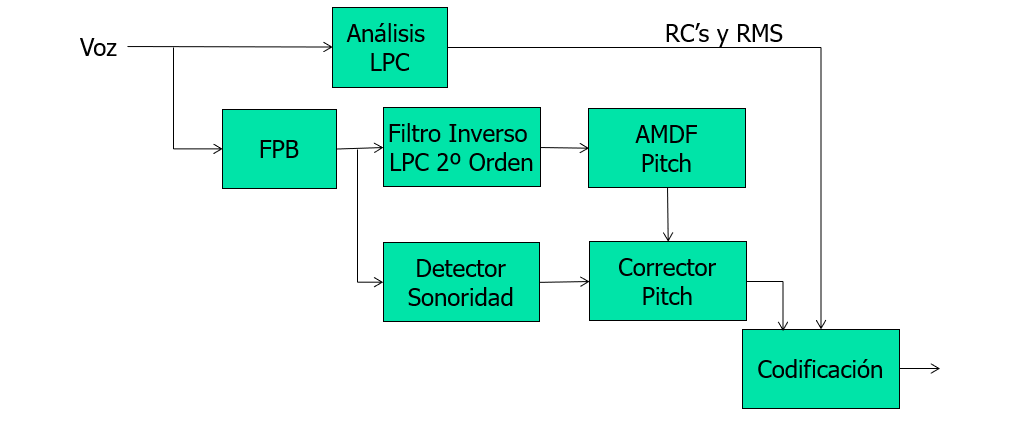 Voz
Análisis
LPC
RC’s y RMS
FPB
Filtro Inverso
LPC 2º Orden
AMDF
Pitch
Detector
Sonoridad
Corrector
Pitch
Codificación